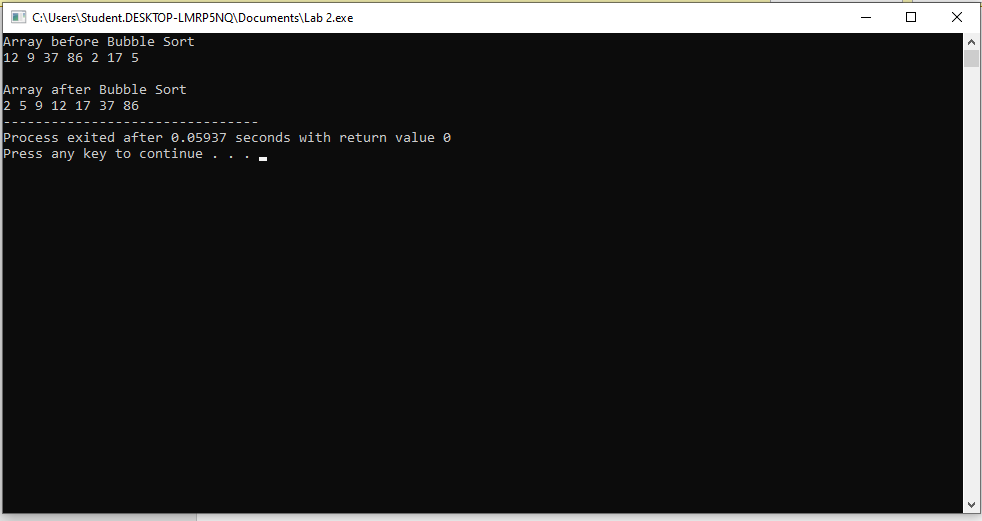 C:\Users\Student.DESKTOP-LMRP5NQ\Documents\Lab 2.exe
Array before Bubble Sort
12 9 37 86 2 17 5
Array after Bubble Sort
2 5 9 12 17 37 86
--------------------------------
Process exited after 0.05937 seconds with return value 0
Press any key to continue . . .